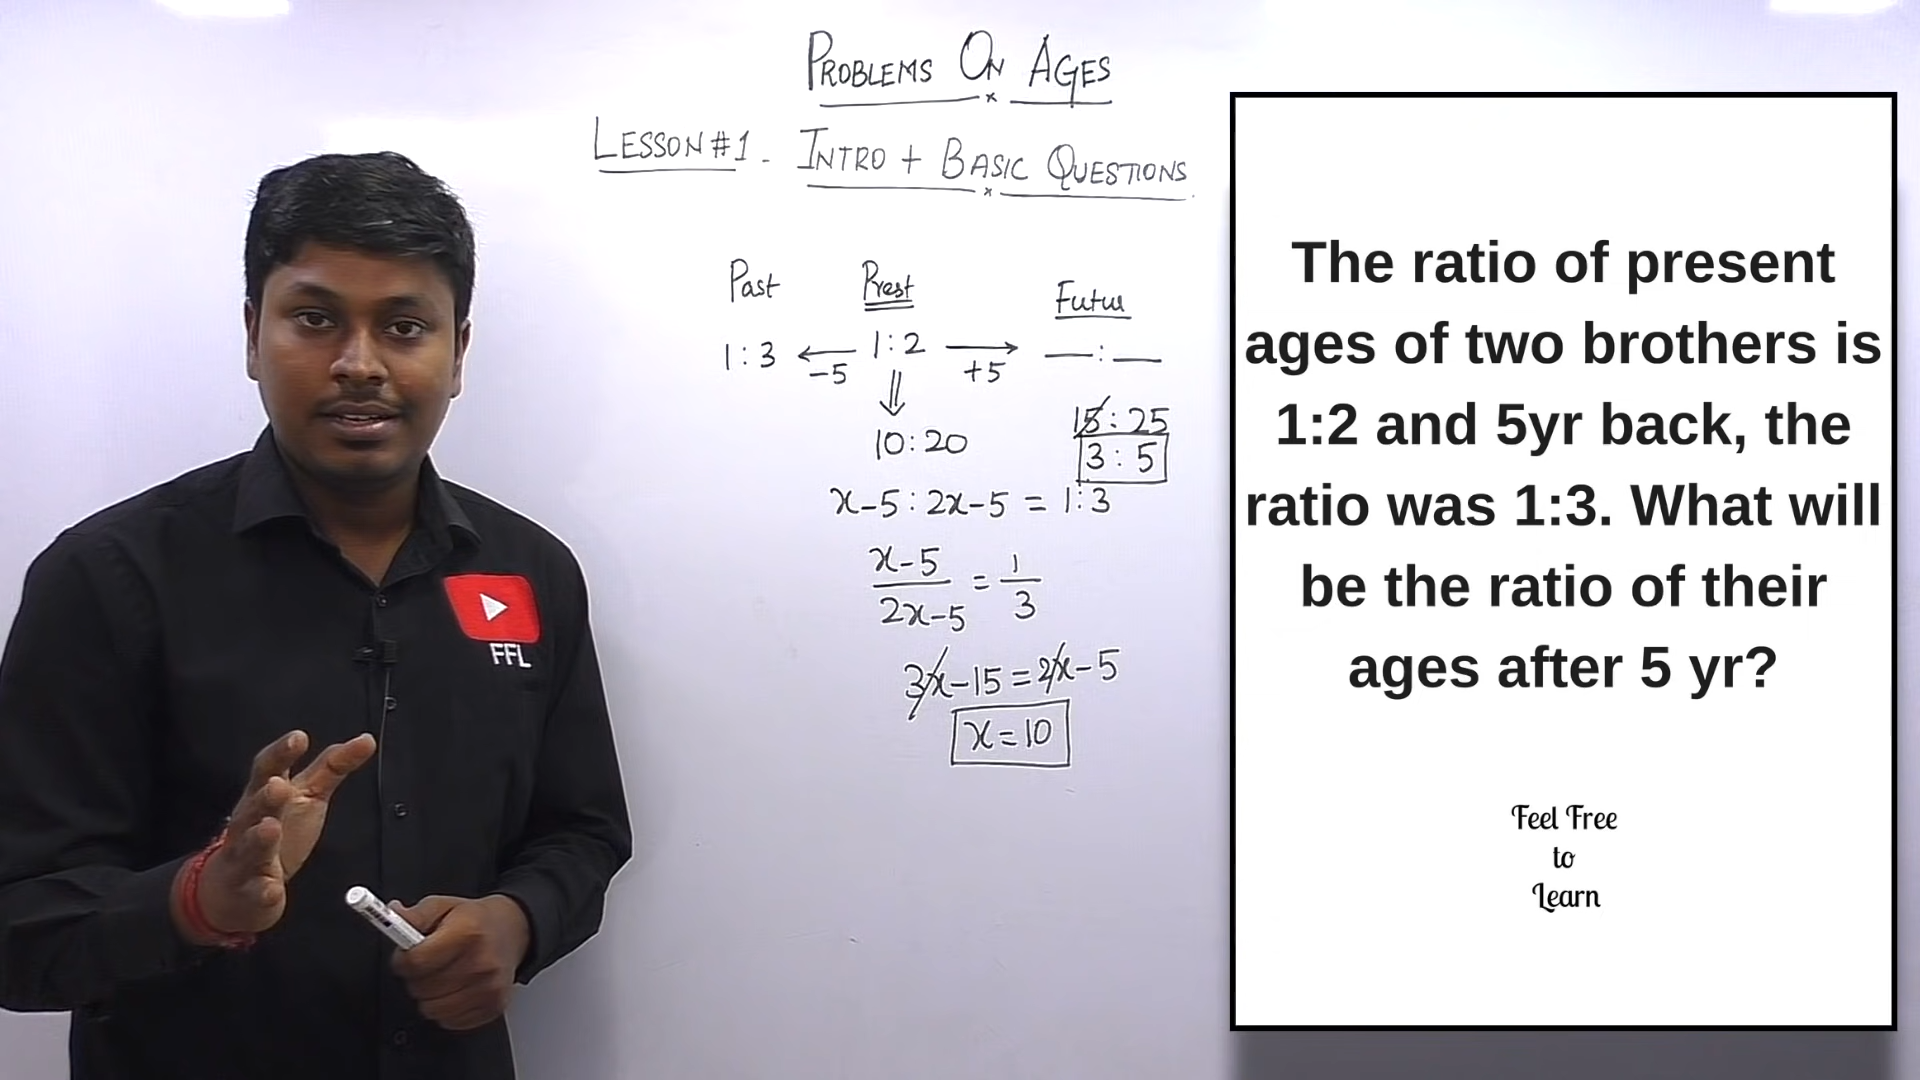 PROBLEMS ON AGES
LESSON #1 - INTRO + BASIC QUESTIONS
Past Prest Futur
1:3 ← 1:2 → __:__
-5 +5
⇓
10:20
15:25
3:5
x-5:2x-5 = 1:3
x-5/2x-5 = 1/3
3x-15=2x-5
x=10
FFL
The ratio of present
ages of two brothers is
1:2 and 5yr back, the
ratio was 1:3. What will
be the ratio of their
ages after 5 yr?
Feel Free
to
Learn